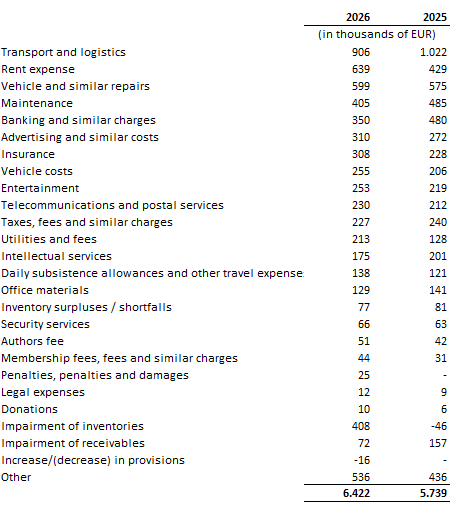 2026 2025
(in thousands of EUR)
Transport and logistics 906 1.022
Rent expense 639 429
Vehicle and similar repairs 599 575
Maintenance 405 485
Banking and similar charges 350 480
Advertising and similar costs 310 272
Insurance 308 228
Vehicle costs 255 206
Entertainment 253 219
Telecommunications and postal services 230 212
Taxes, fees and similar charges 227 240
Utilities and fees 213 128
Intellectual services 175 201
Daily subsistence allowances and other travel expense 138 121
Office materials 129 141
Inventory surpluses / shortfalls 77 81
Security services 66 63
Authors fee 51 42
Membership fees, fees and similar charges 44 31
Penalties, penalties and damages 25 -
Legal expenses 12 9
Donations 10 6
Impairment of inventories 408 -46
Impairment of receivables 72 157
Increase/(decrease) in provisions -16 -
Other 536 436
6.422 5.739